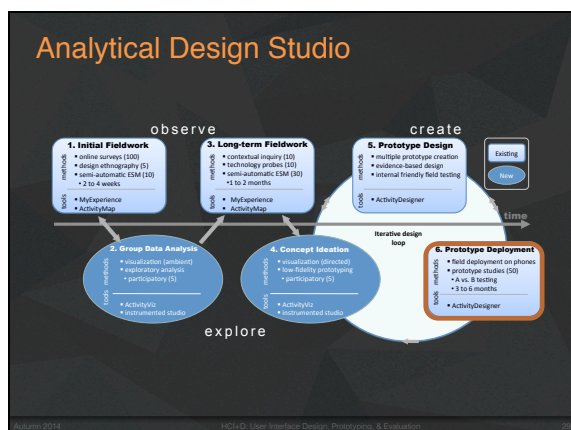 Analytical Design Studio
observe
create
1. Initial Fieldwork
methods
▪ online surveys (100)
▪ design ethnography (5)
▪ semi-automatic ESM (10)
▪ 2 to 4 weeks
tools
▪ MyExperience
▪ ActivityMap
3. Long-term Fieldwork
methods
▪ contextual inquiry (10)
▪ technology probes (10)
▪ semi-automatic ESM (30)
▪1 to 2 months
tools
▪ MyExperience
▪ ActivityMap
5. Prototype Design
methods
▪ multiple prototype creation
▪ evidence-based design
▪ internal friendly field testing
tools
▪ ActivityDesigner
Existing
New
time
2. Group Data Analysis
methods
▪ visualization (ambient)
▪ exploratory analysis
▪ participatory (5)
tools
▪ ActivityViz
▪ instrumented studio
4. Concept Ideation
methods
▪ visualization (directed)
▪ low-fidelity prototyping
▪ participatory (5)
tools
▪ ActivityViz
▪ instrumented studio
Iterative design
loop
6. Prototype Deployment
methods
▪ field deployment on phones
▪ prototype studies (50)
▪ A vs. B testing
▪ 3 to 6 months
tools
▪ ActivityDesigner
explore
Autumn 2014
HCI+D: User Interface Design, Prototyping, & Evaluation
29